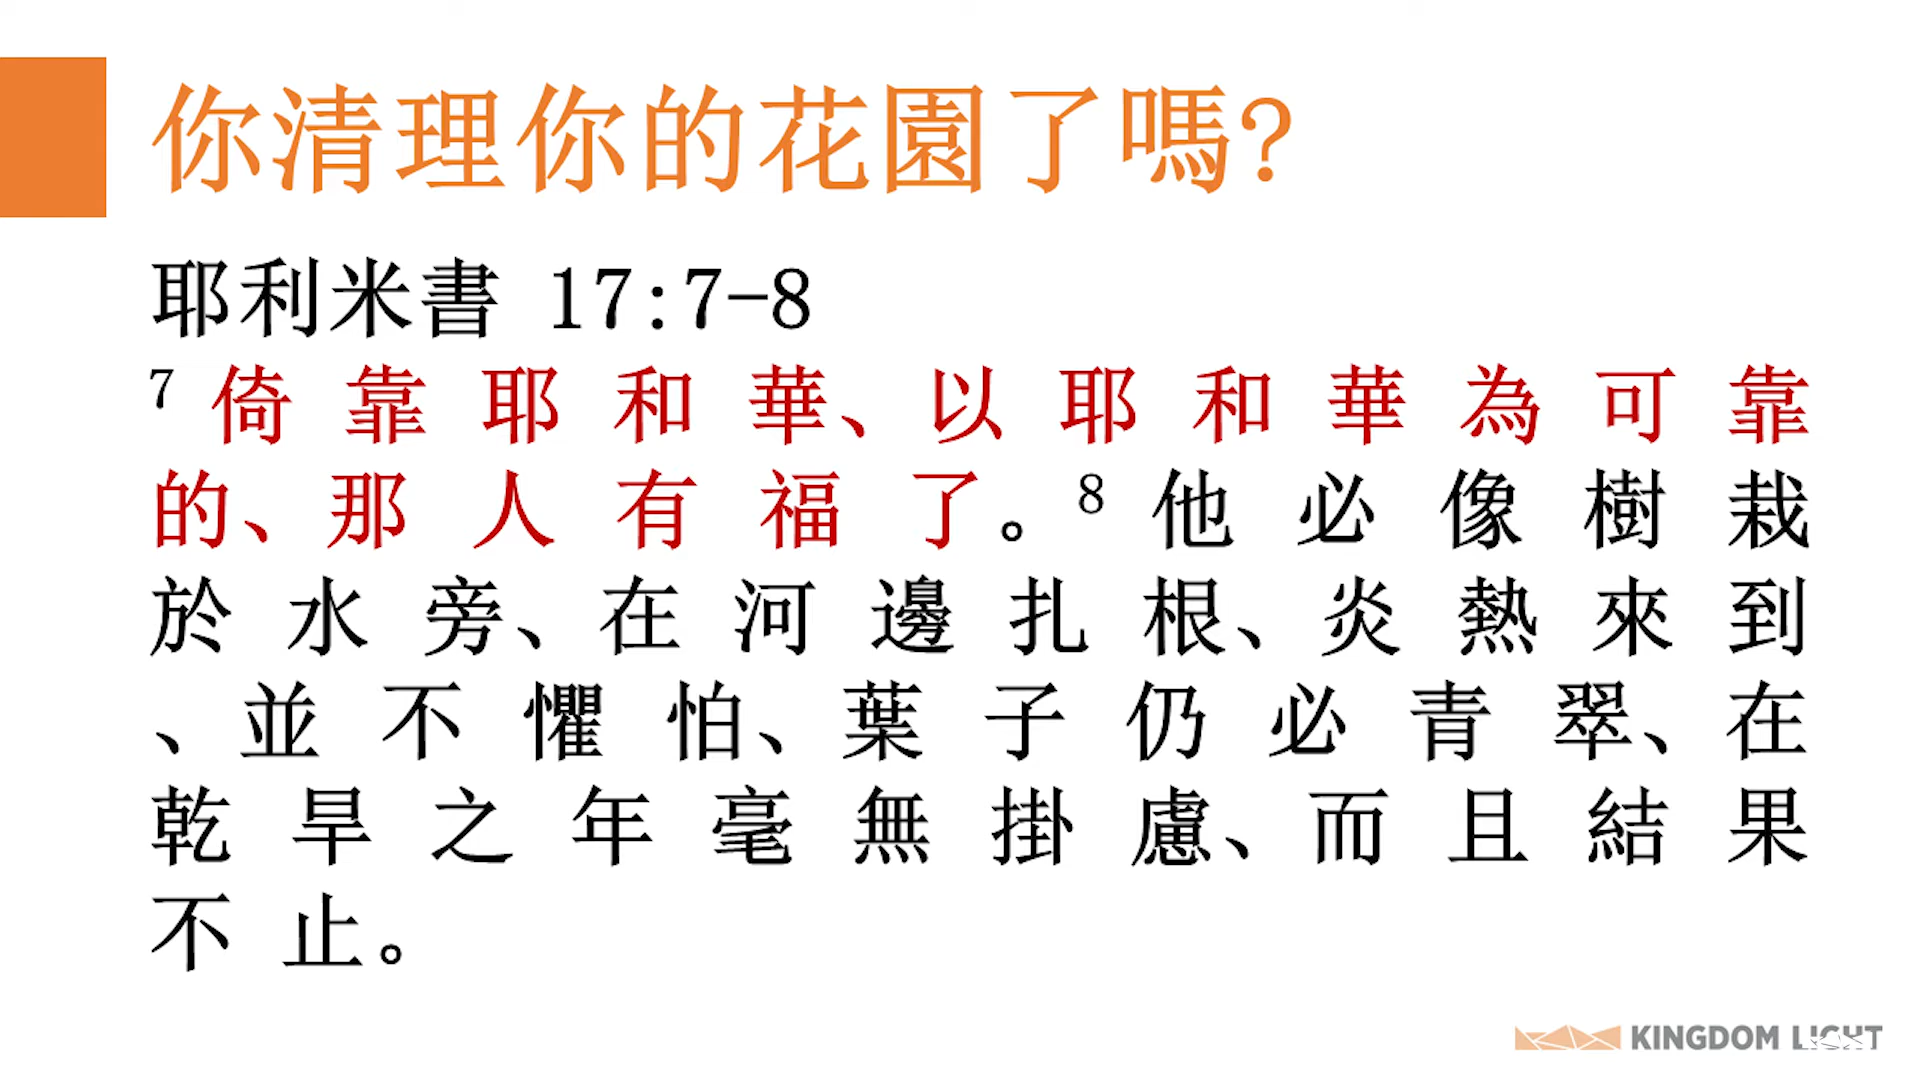 你清理你的花園了嗎?
耶利米書 17:7-8
7 倚 靠 耶 和 華、以 耶 和 華 為 可 靠
的、那 人 有 福 了。8 他 必 像 樹 栽
於 水 旁、在 河 邊 扎 根、炎 熱 來 到
、並 不 懼 怕、葉 子 仍 必 青 翠、在
乾 旱 之 年 毫 無 掛 慮、而 且 結 果
不 止。
KINGDOM LIGHT